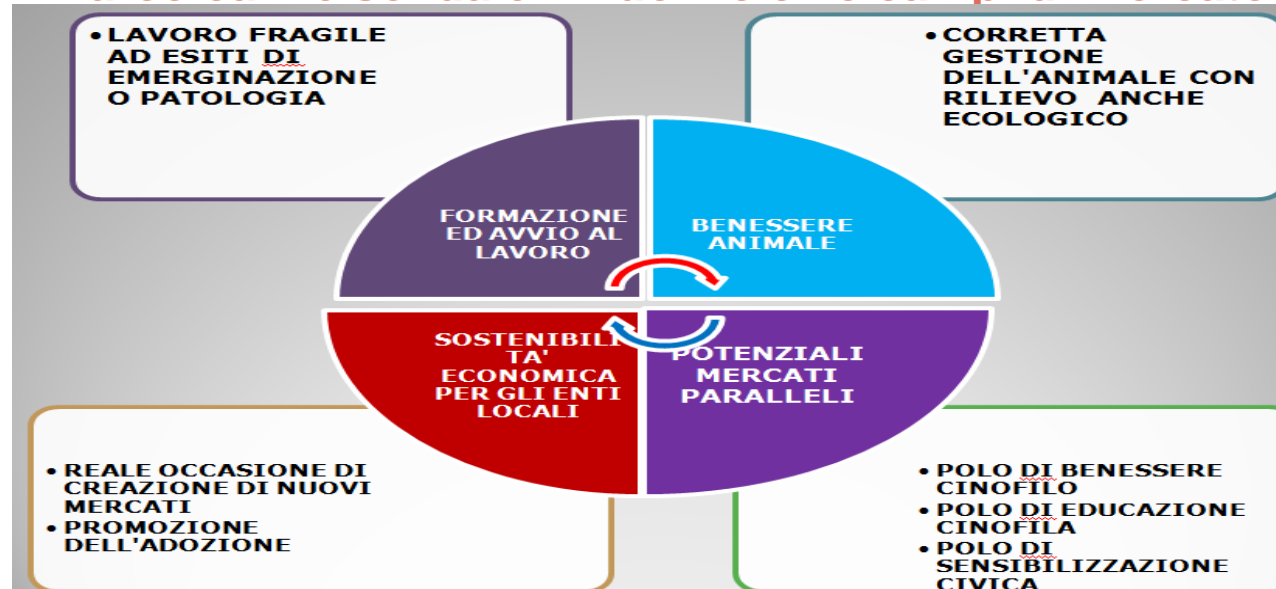 • LAVORO FRAGILE
AD ESITI DI
EMERGINAZIONE
O PATOLOGIA
• CORRETTA
GESTIONE
DELL'ANIMALE CON
RILIEVO ANCHE
ECOLOGICO
FORMAZIONE
ED AVVIO AL
LAVORO
BENESSERE
ANIMALE
SOSTENIBILI
TA'
ECONOMICA
PER GLI ENTI
LOCALI
POTENZIALI
MERCATI
PARALLELI
• REALE OCCASIONE DI
CREAZIONE DI NUOVI
MERCATI
• PROMOZIONE
DELL'ADOZIONE
• POLO DI BENESSERE
CINOFILO
• POLO DI EDUCAZIONE
CINOFILA
• POLO DI
SENSIBILIZZAZIONE
CIVICA